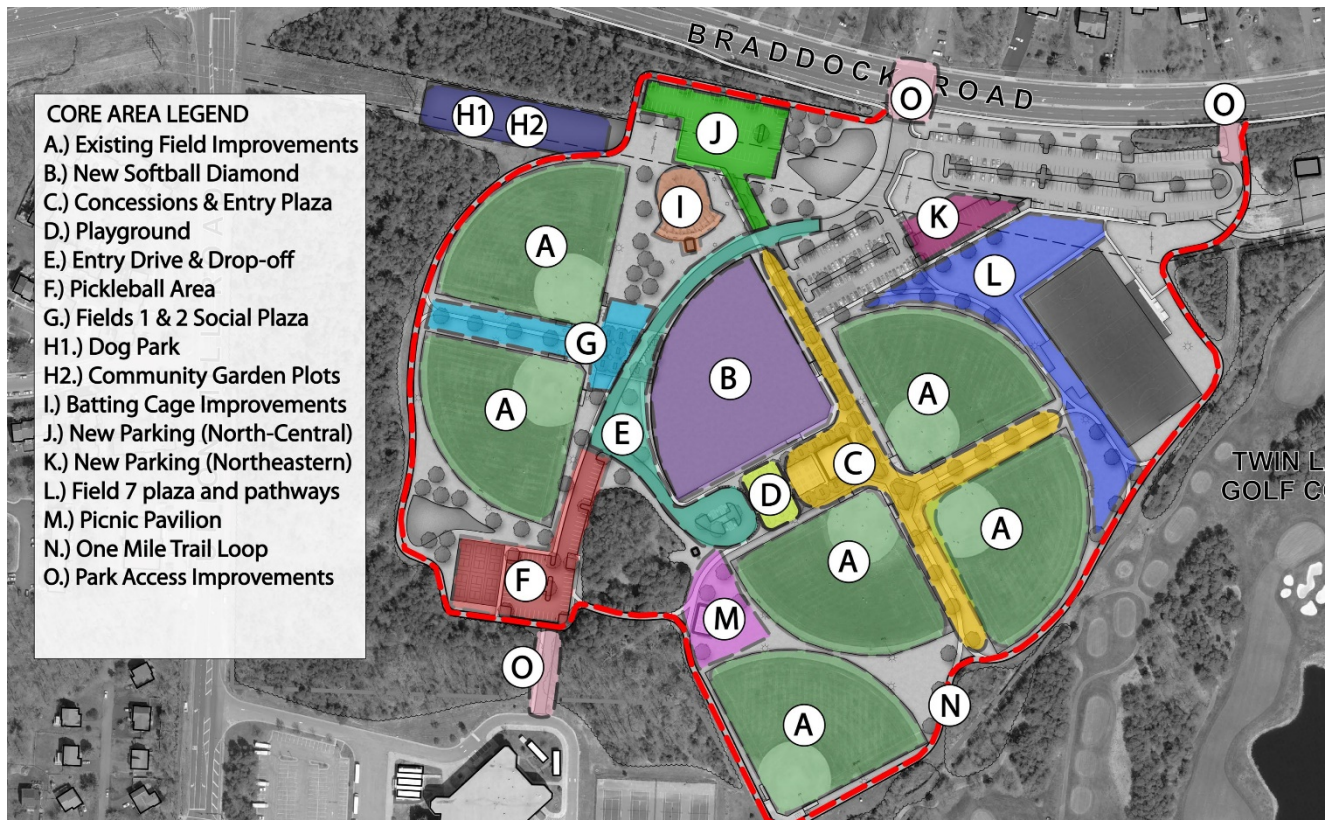 BRADDOCK ROAD
CORE AREA LEGEND
A.) Existing Field Improvements
B.) New Softball Diamond
C.) Concessions & Entry Plaza
D.) Playground
E.) Entry Drive & Drop-off
F.) Pickleball Area
G.) Fields 1 & 2 Social Plaza
H1.) Dog Park
H2.) Community Garden Plots
I.) Batting Cage Improvements
J.) New Parking (North-Central)
K.) New Parking (Northeastern)
L.) Field 7 plaza and pathways
M.) Picnic Pavilion
N.) One Mile Trail Loop
O.) Park Access Improvements
O
O
H1
H2
J
I
K
A
L
G
B
A
A
E
C
D
A
A
F
M
O
N
A
TWIN L
GOLF CO